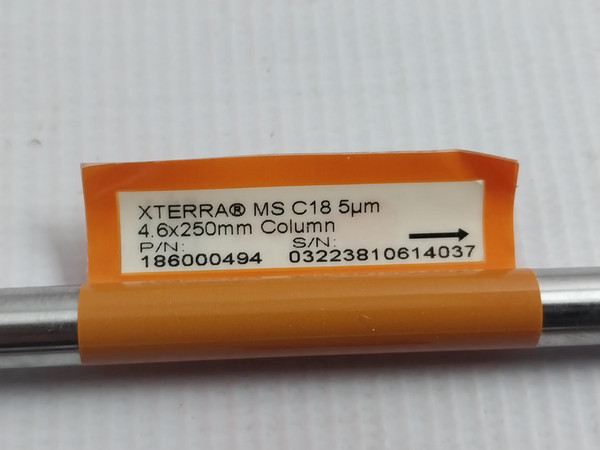 XTERRA® MS C18 5µm
4.6x250mm Column
P/N: S/N:
186000494 03223810614037